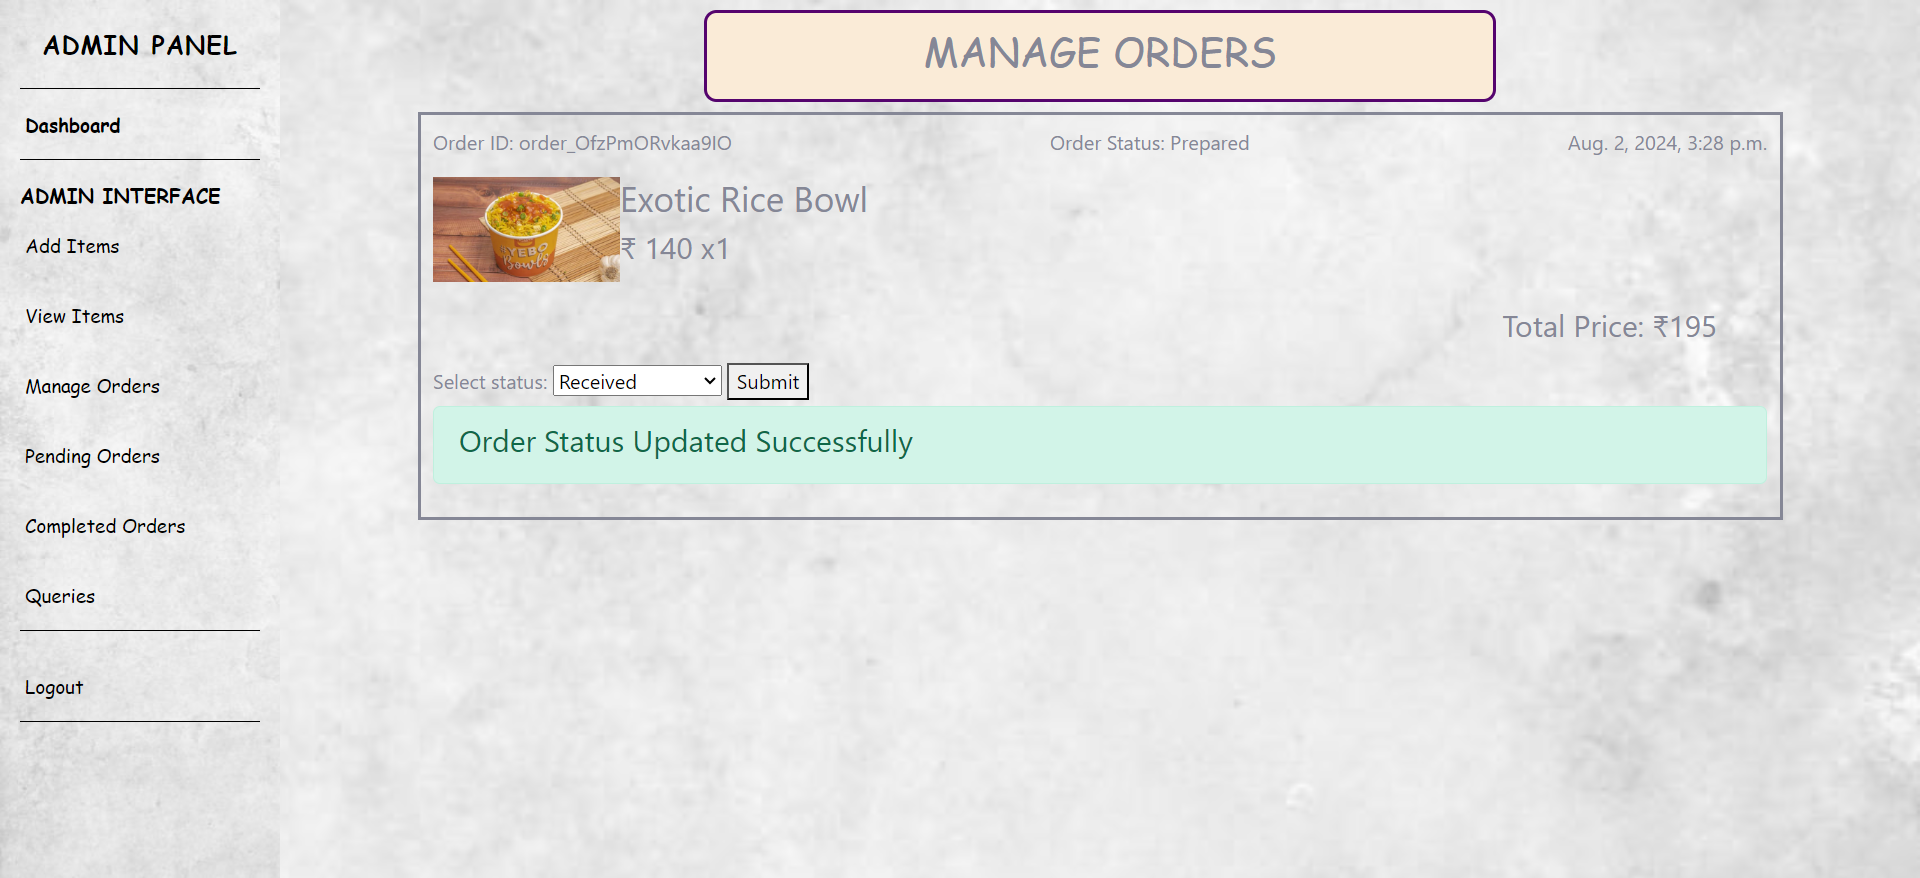 ADMIN PANEL
Dashboard
ADMIN INTERFACE
Add Items
View Items
Manage Orders
Pending Orders
Completed Orders
Queries
Logout
MANAGE ORDERS
Order ID: order_OfzPmORvkaa9IO Order Status: Prepared Aug. 2, 2024, 3:28 p.m.
YEBO
Bowls
Exotic Rice Bowl
₹ 140 x1
Total Price: ₹195
Select status: Received Submit
Order Status Updated Successfully